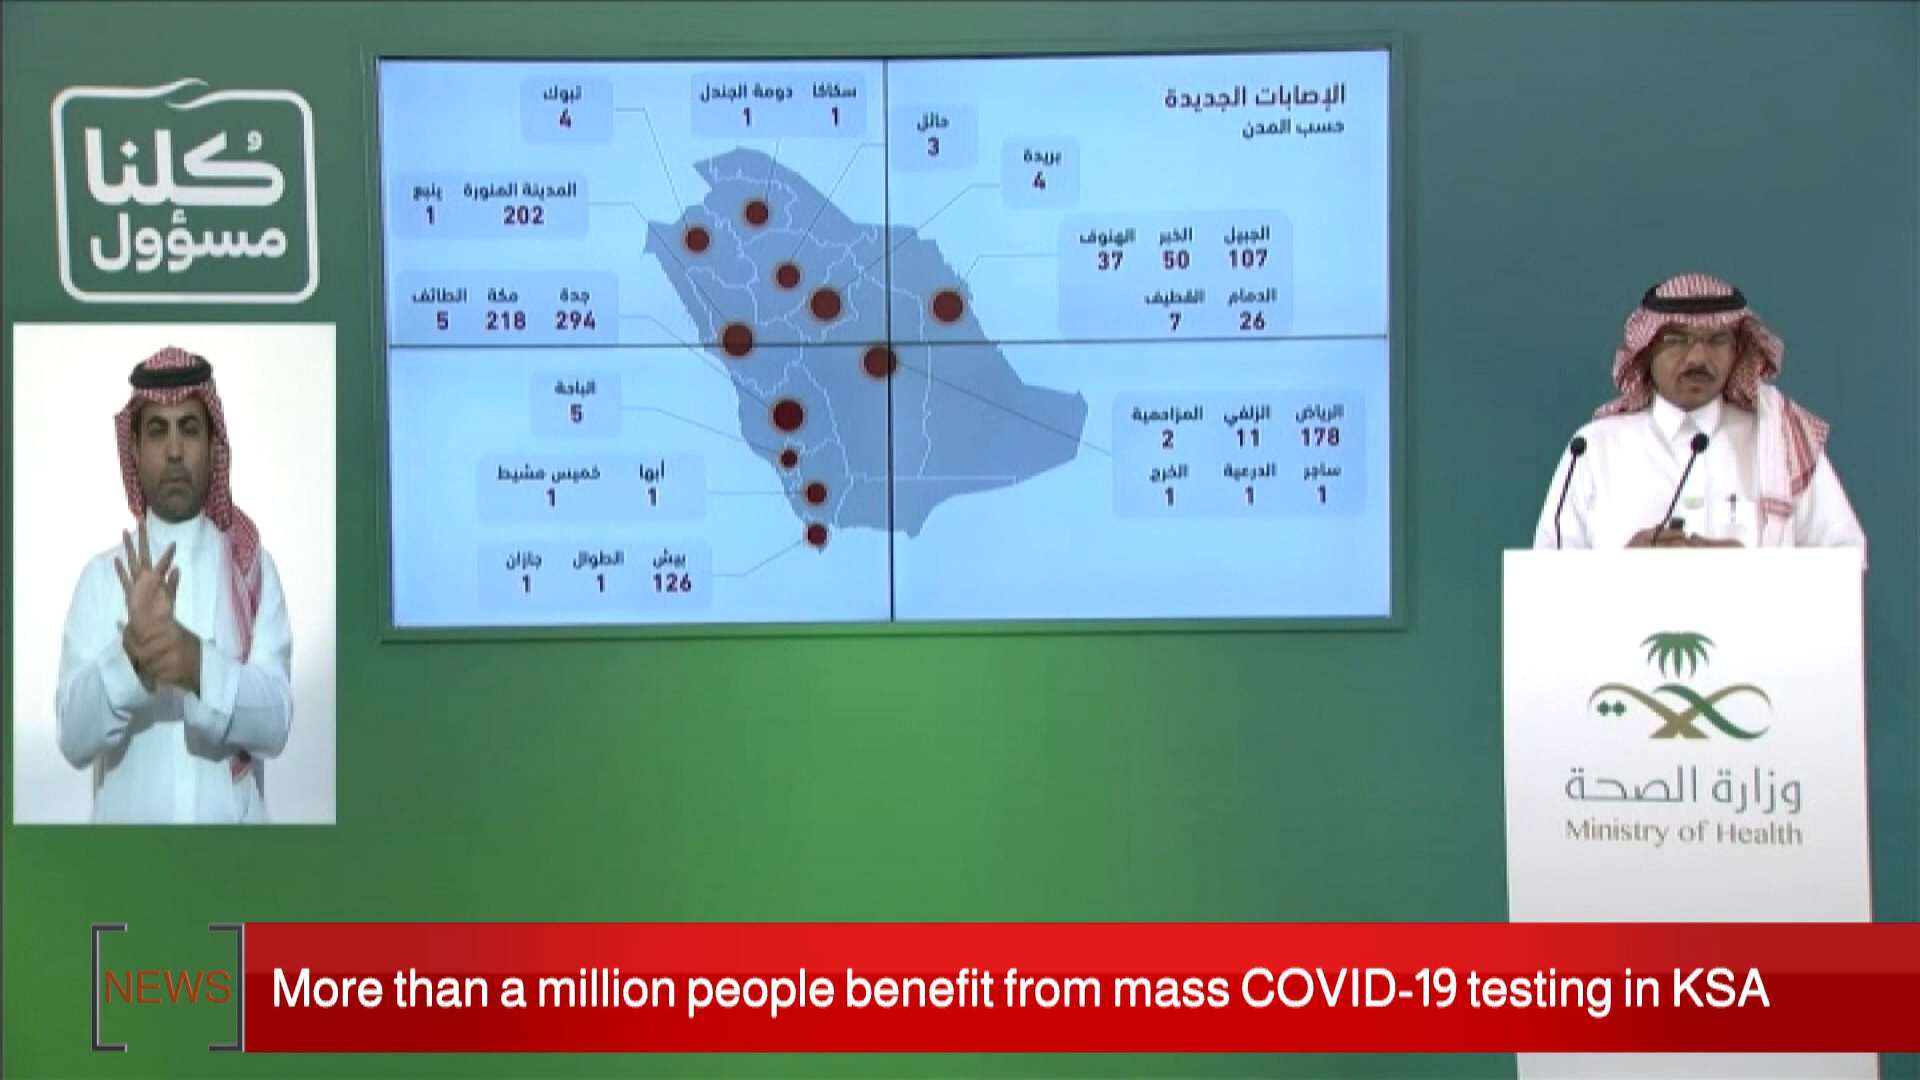 كُلنا
مسؤول
الإصابات الجديدة
حسب المدن
سكاكا دومة الجندل
1 1
تبوك
4
حائل
3
بريدة
4
المدينة المنورة ينبع
202 1
الجبيل الخبر الهفوف
107 50 37
الدمام القطيف
26 7
جدة مكة الطائف
294 218 5
الباحة
5
الرياض الزلفي المزاحمية
178 11 2
ساجر الدرعية الخرج
1 1 1
أبها خميس مشيط
1 1
بيش الطوال جازان
126 1 1
وزارة الصحة
Ministry of Health
NEWS
More than a million people benefit from mass COVID-19 testing in KSA